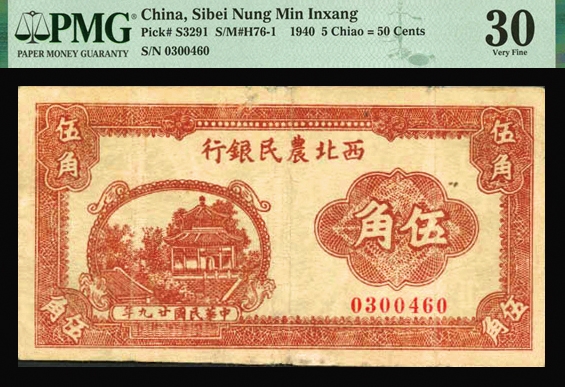 PMG
PAPER MONEY GUARANTY
China, Sibei Nung Min Inxang
Pick# S3291 S/M#H76-1 1940 5 Chiao = 50 Cents
S/N 0300460
30
Very Fine
伍角
伍角
行銀民農北西
角伍
0300460
年九廿國民華中
伍角
伍角